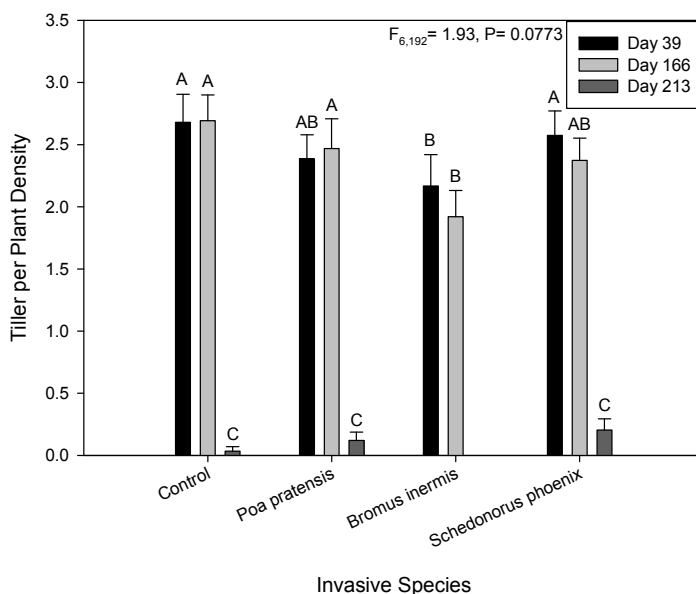 F6,192= 1.93, P= 0.0773
Day 39
Day 166
Day 213
Tiller per Plant Density
3.5
3.0
2.5
2.0
1.5
1.0
0.5
0.0
A A C
AB A C
B B
A AB C
Control
Poa pratensis
Bromus inermis
Schedonorus phoenix
Invasive Species